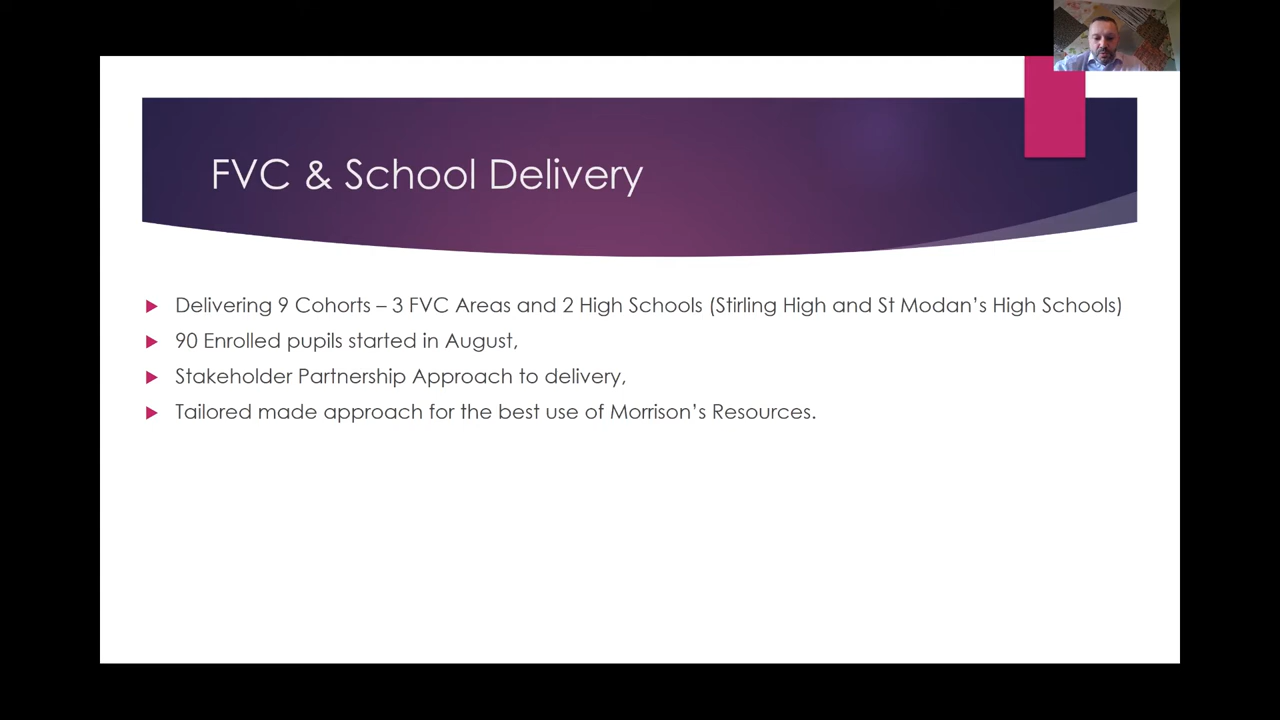 FVC & School Delivery
Delivering 9 Cohorts – 3 FVC Areas and 2 High Schools (Stirling High and St Modan’s High Schools)
90 Enrolled pupils started in August,
Stakeholder Partnership Approach to delivery,
Tailored made approach for the best use of Morrison’s Resources.